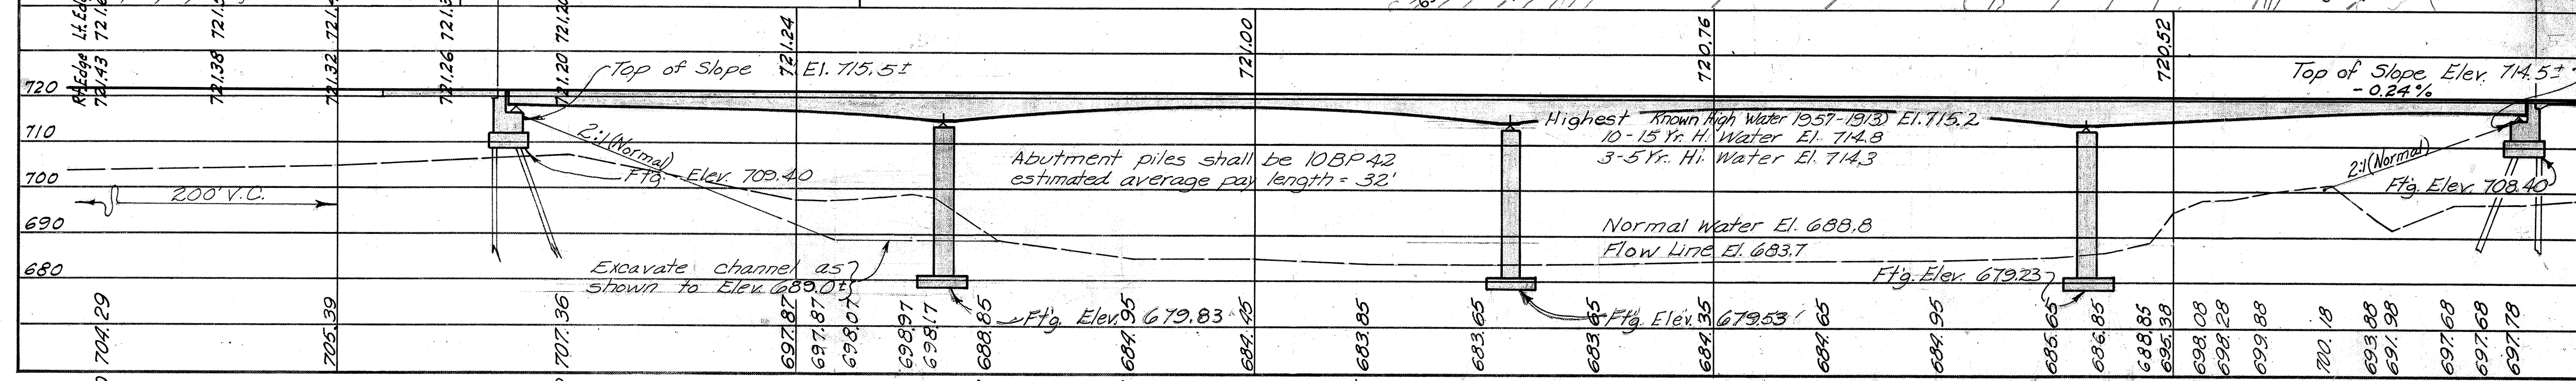 Lt. Edge
Rt. Edge
721.43
721.38
721.32
721.26
721.20
721.24
721.00
720.76
720.52
Top of Slope El. 715.5±
Top of Slope Elev. 714.5±
- 0.24 %
720
710
700
690
680
2:1 (Normal)
Ftg. Elev. 709.40
200' V.C.
Abutment piles shall be 10BP42
estimated average pay length = 32'
Highest Known High Water 1957-1913) El. 715.2
10-15 Yr. Hi. Water El. 714.8
3-5 Yr. Hi. Water El. 714.3
2:1 (Normal)
Ftg. Elev. 708.40
Normal Water El. 688.8
Flow Line El. 683.7
Excavate channel as
shown to Elev. 689.0±
Ftg. Elev. 679.83
Ftg. Elev. 679.53
Ftg. Elev. 679.23
704.29
705.39
707.36
697.87
697.87
698.07
698.97
698.17
688.85
684.95
684.45
683.85
683.65
683.65
684.35
684.65
684.95
685.65
686.85
688.85
695.38
698.08
698.28
699.88
700.18
693.88
691.98
697.68
697.68
697.78